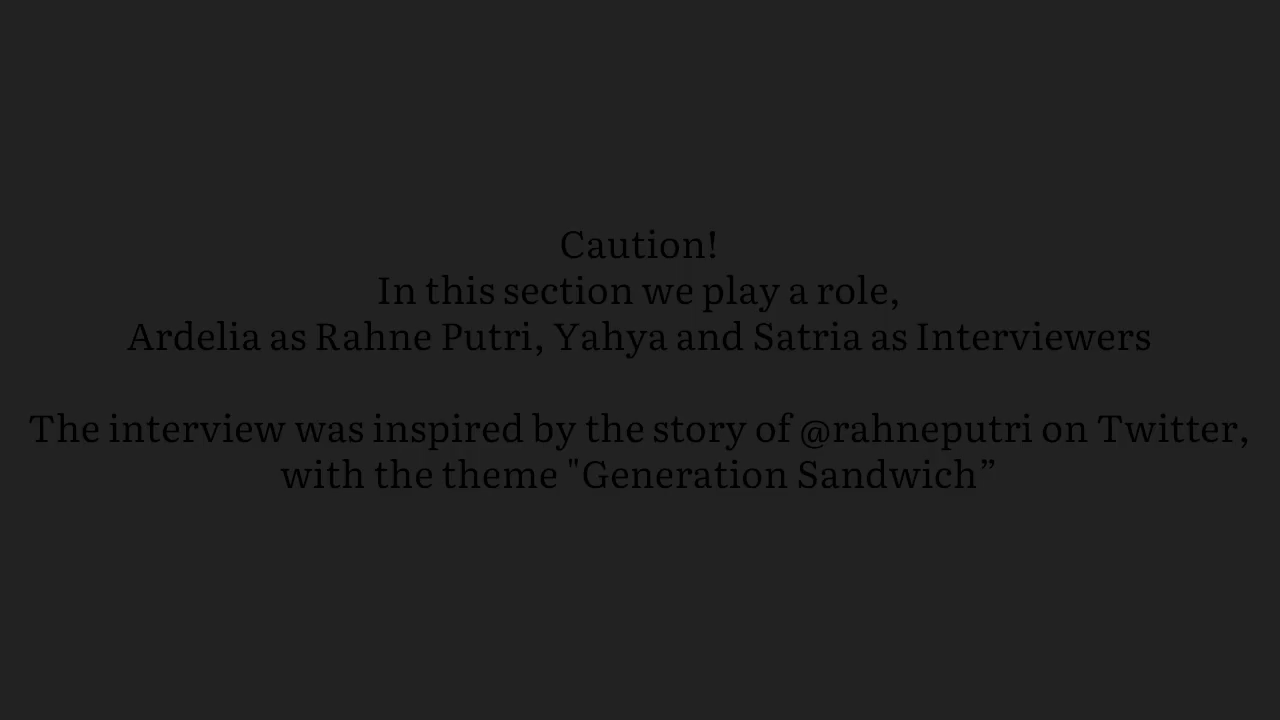 Caution!
In this section we play a role,
Ardelia as Rahne Putri, Yahya and Satria as Interviewers
The interview was inspired by the story of @rahneputri on Twitter,
with the theme "Generation Sandwich”